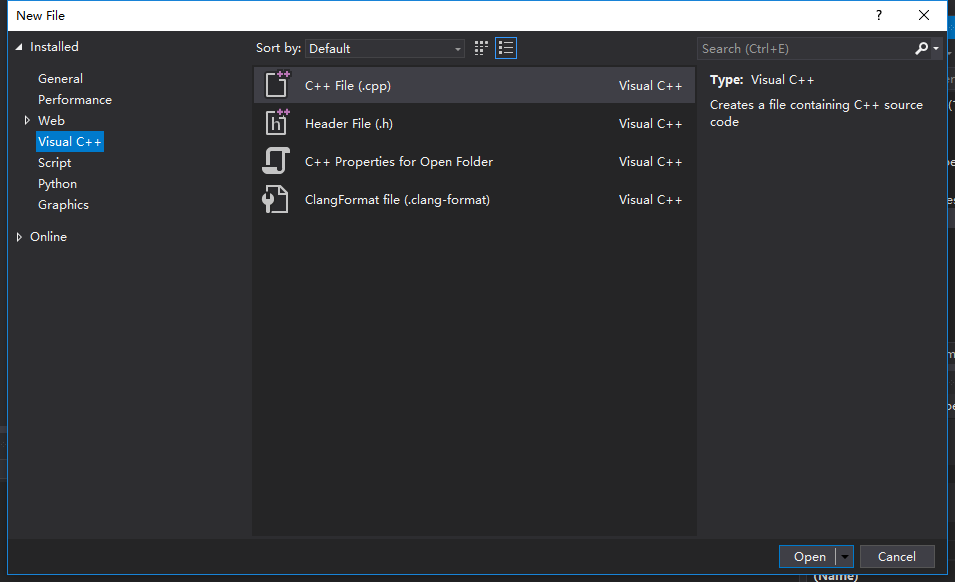 New File
?
Installed
General
Performance
Web
Visual C++
Script
Python
Graphics
Online
Sort by: Default
C++ File (.cpp) Visual C++
Header File (.h) Visual C++
C++ Properties for Open Folder Visual C++
ClangFormat file (.clang-format) Visual C++
Search (Ctrl+E)
Type: Visual C++
Creates a file containing C++ source
code
Open
Cancel
(Name)